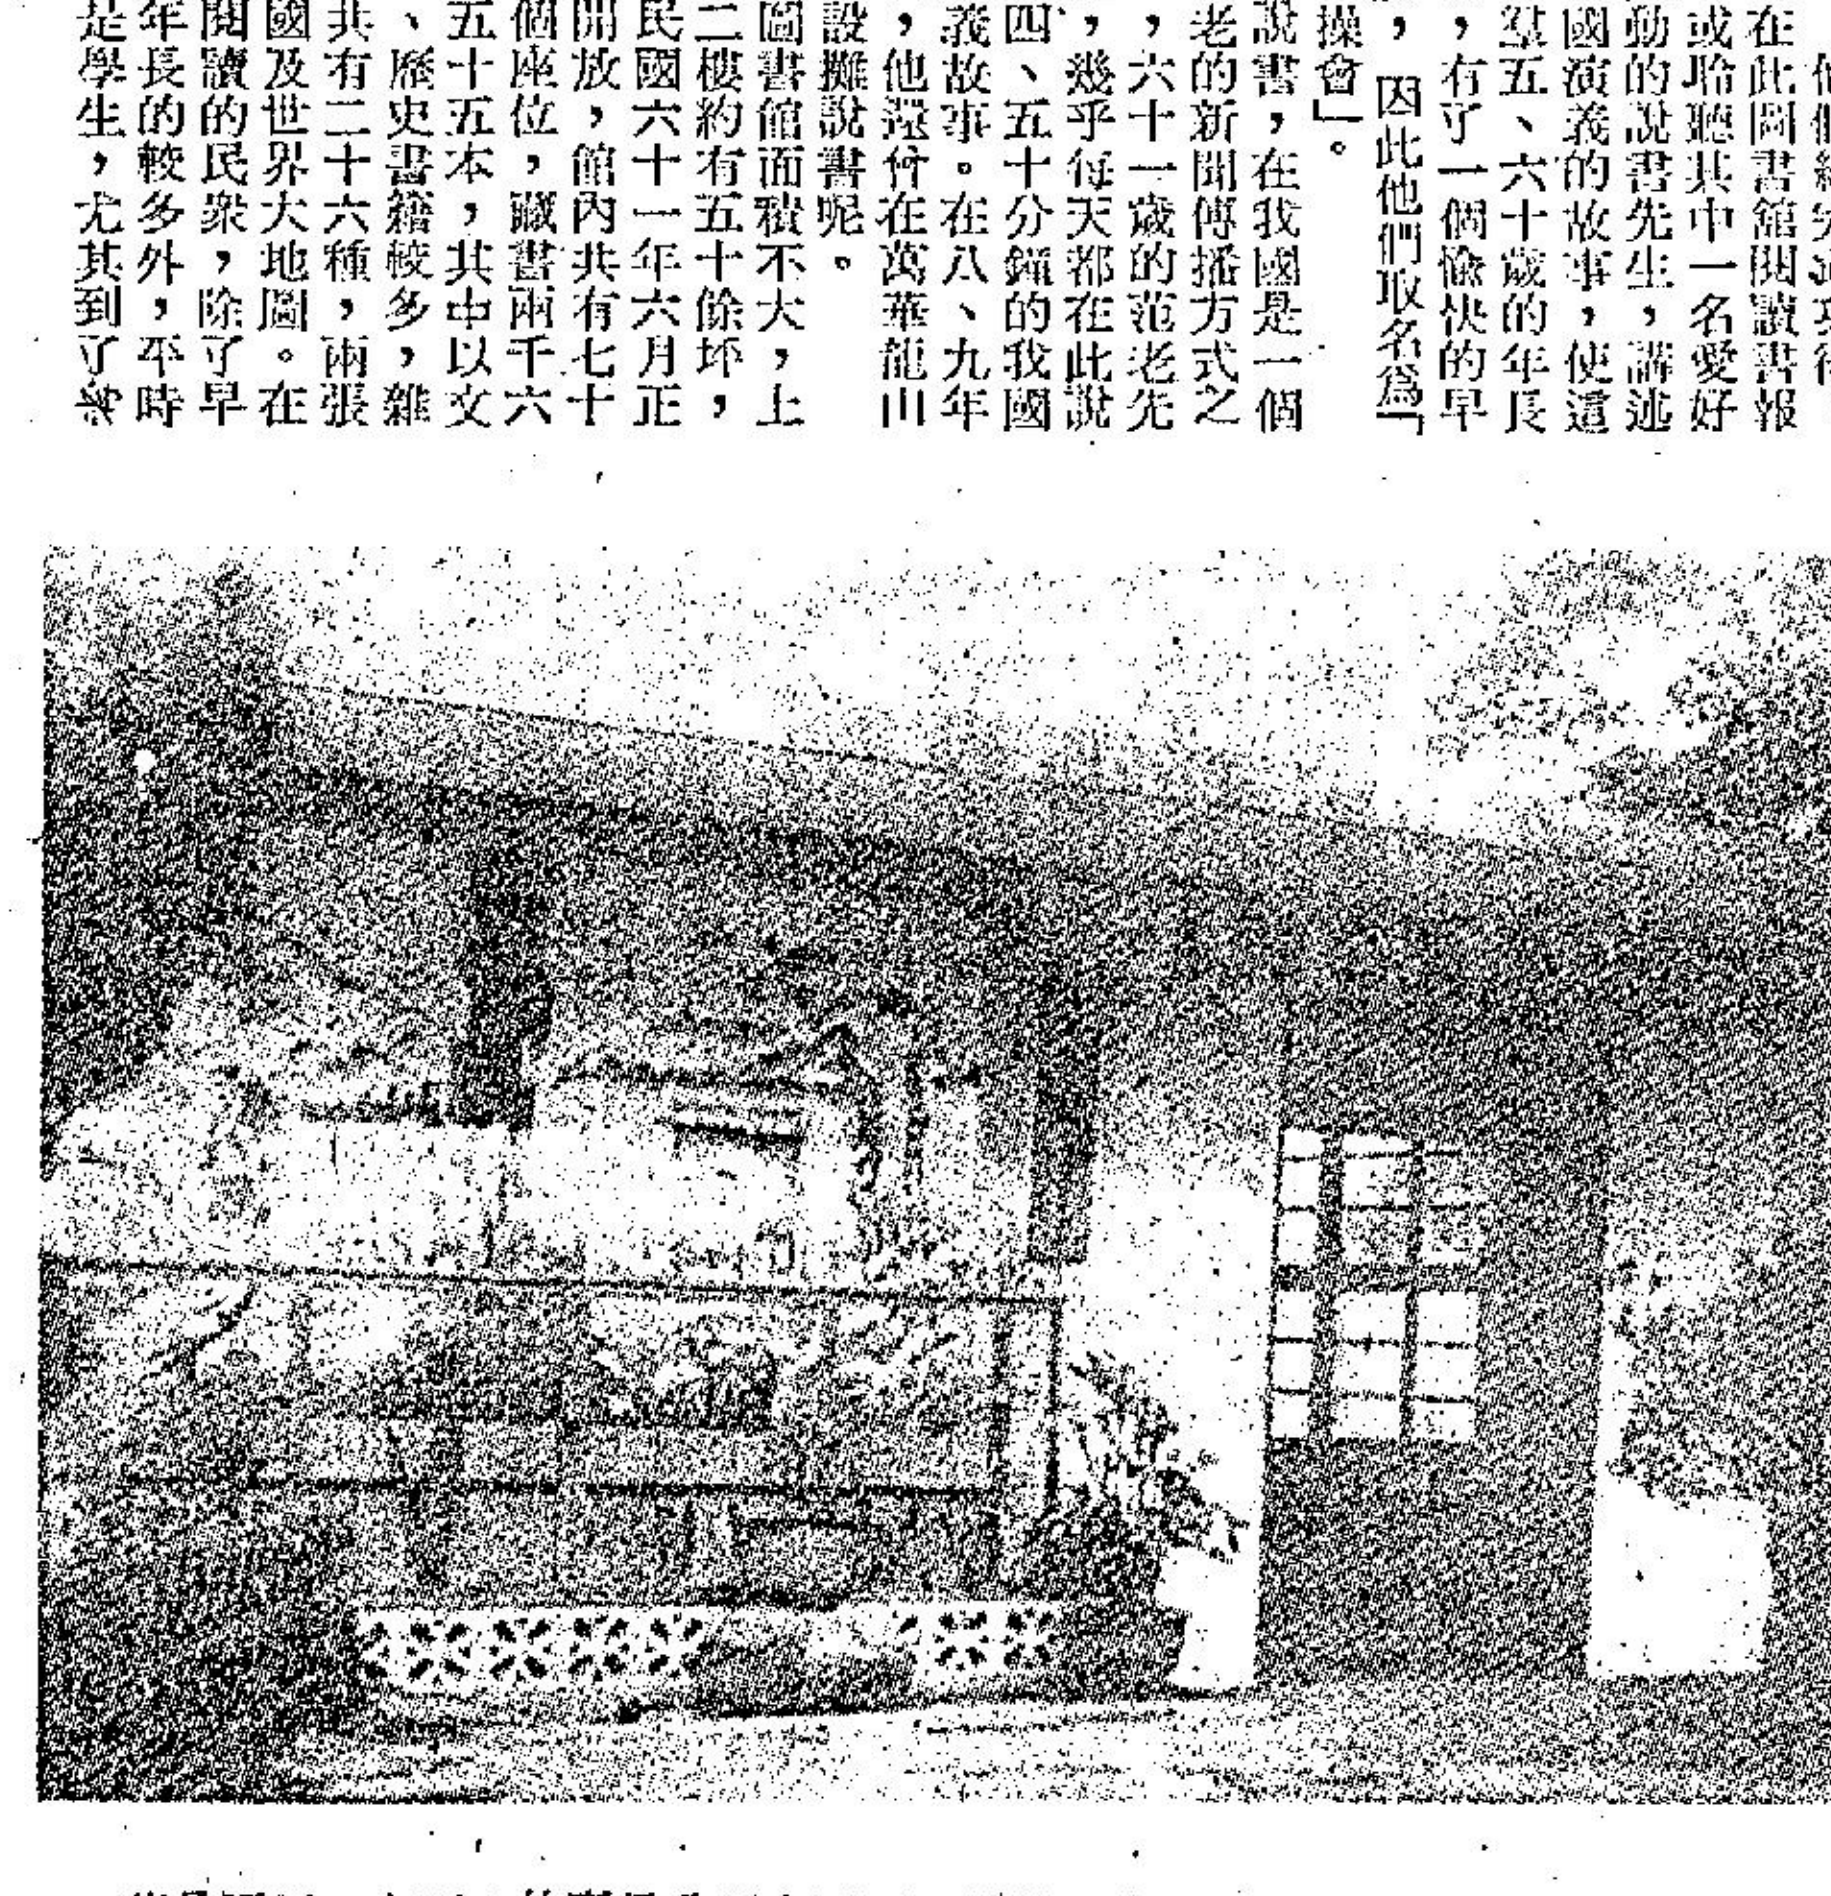 在此圖書舘閱讀書報
或聆聽其中一名愛好
動的說書先生，講述
國演義的故事，使這
羣五、六十歲的年長
，有了一個愉快的早
，因此他們取名爲「
操會」。
說書，在我國是一個
老的新聞傳播方式之
，六十一歲的范老先
，幾乎每天都在此說
四、五十分鐘的我國
義故事。在八、九年
，他還曾在萬華龍山
設攤說書呢。
圖書館面積不大，上
二樓約有五十餘坪，
民國六十一年六月正
開放，館內共有七十
個座位，藏書兩千六
五十五本，其中以文
、歷史書籍較多，雜
共有二十六種，兩張
國及世界大地圖。在
閱讀的民衆，除了早
年長的較多外，平時
是學生，尤其到了